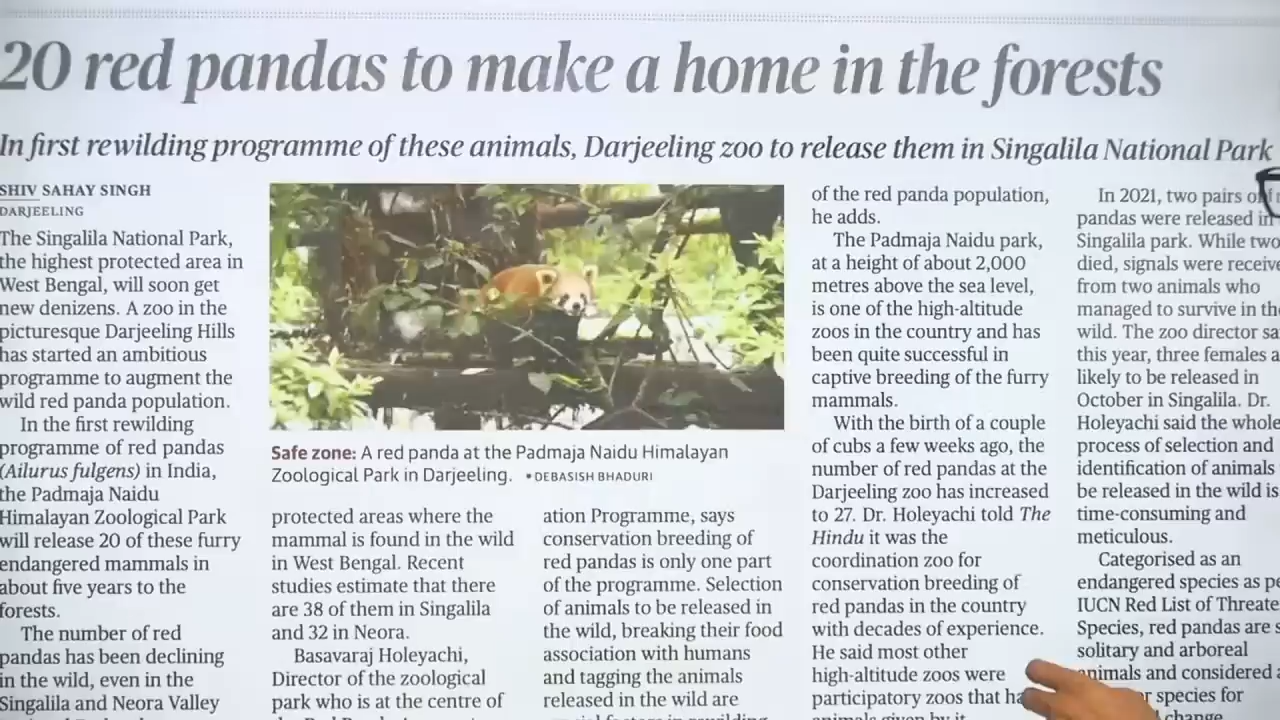 20 red pandas to make a home in the forests
In first rewilding programme of these animals, Darjeeling zoo to release them in Singalila National Park
SHIV SAHAY SINGH
DARJEELING
The Singalila National Park,
the highest protected area in
West Bengal, will soon get
new denizens. A zoo in the
picturesque Darjeeling Hills
has started an ambitious
programme to augment the
wild red panda population.
In the first rewilding
programme of red pandas
(Ailurus fulgens) in India,
the Padmaja Naidu
Himalayan Zoological Park
will release 20 of these furry
endangered mammals in
about five years to the
forests.
The number of red
pandas has been declining
in the wild, even in the
Singalila and Neora Valley
Safe zone: A red panda at the Padmaja Naidu Himalayan
Zoological Park in Darjeeling. • DEBASISH BHADURI
protected areas where the
mammal is found in the wild
in West Bengal. Recent
studies estimate that there
are 38 of them in Singalila
and 32 in Neora.
Basavaraj Holeyachi,
Director of the zoological
park who is at the centre of
ation Programme, says
conservation breeding of
red pandas is only one part
of the programme. Selection
of animals to be released in
the wild, breaking their food
association with humans
and tagging the animals
released in the wild are
of the red panda population,
he adds.
The Padmaja Naidu park,
at a height of about 2,000
metres above the sea level,
is one of the high-altitude
zoos in the country and has
been quite successful in
captive breeding of the furry
mammals.
With the birth of a couple
of cubs a few weeks ago, the
number of red pandas at the
Darjeeling zoo has increased
to 27. Dr. Holeyachi told The
Hindu it was the
coordination zoo for
conservation breeding of
red pandas in the country
with decades of experience.
He said most other
high-altitude zoos were
participatory zoos that
animals given by it
In 2021, two pairs of
pandas were released in
Singalila park. While two
died, signals were
from two animals who
managed to survive in
wild. The zoo director
this year, three females
likely to be released in
October in Singalila. Dr.
Holeyachi said the whole
process of selection and
identification of animals
be released in the wild is
time-consuming and
meticulous.
Categorised as an
endangered species as
IUCN Red List of
Species, red pandas are
solitary and arboreal
animals and considered
species for
change